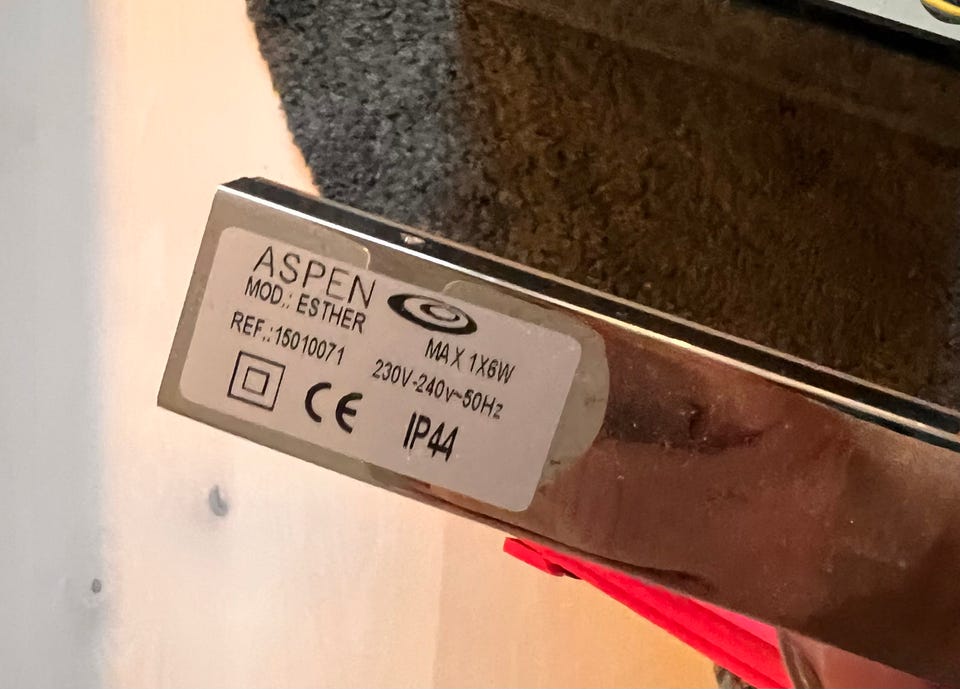 ASPEN
MOD.: ESTHER
REF.:15010071
MAX 1X6W
230V-240V~50Hz
CE
IP44